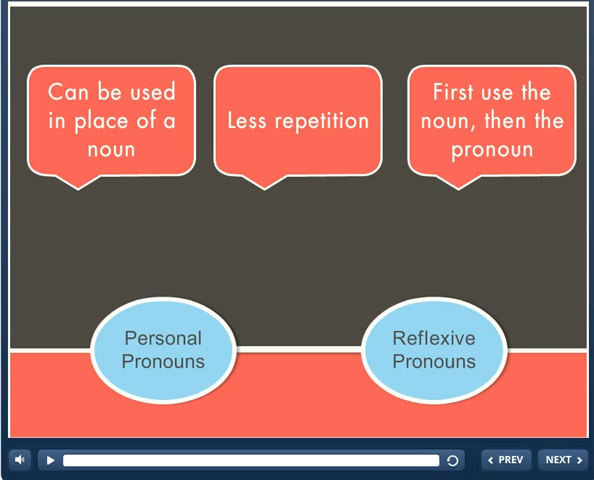 Can be used
in place of a
noun
Less repetition
First use the
noun, then the
pronoun
Personal
Pronouns
Reflexive
Pronouns
PREV
NEXT